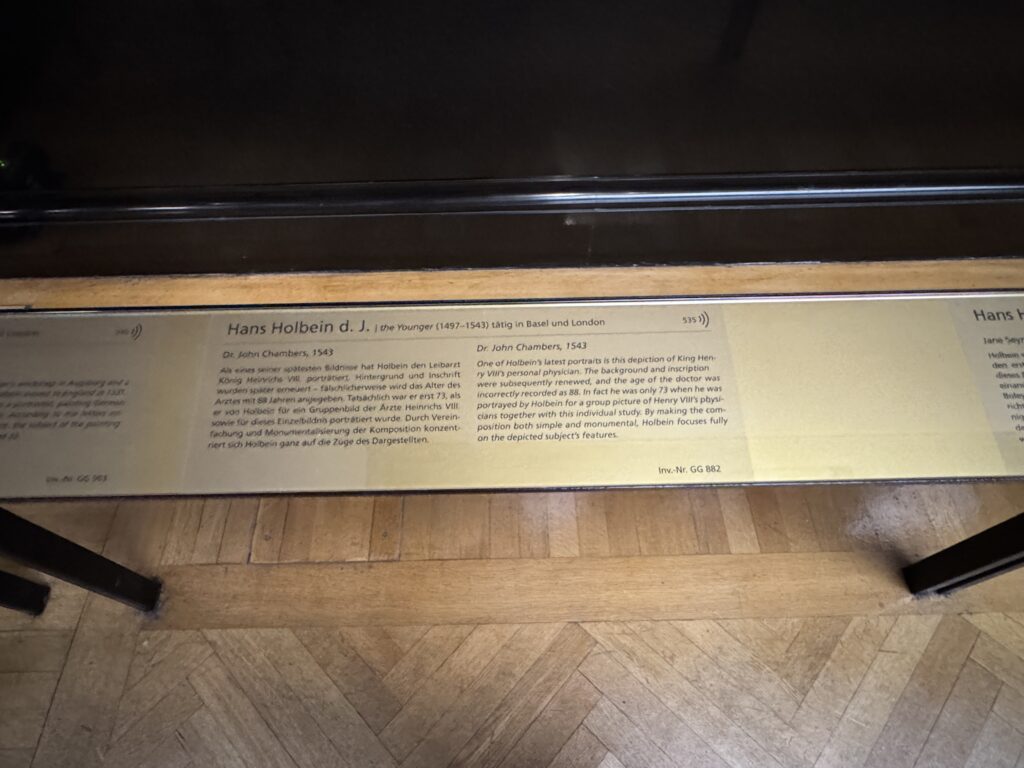 535
Hans Holbein d. J. | the Younger (1497–1543) tätig in Basel und London
Dr. John Chambers, 1543
Als eines seiner spätesten Bildnisse hat Holbein den Leibarzt
König Heinrichs VIII. porträtiert. Hintergrund und Inschrift
wurden später erneuert – fälschlicherweise wird das Alter des
Arztes mit 88 Jahren angegeben. Tatsächlich war er erst 73, als
er von Holbein für ein Gruppenbild der Ärzte Heinrichs VIII.
sowie für dieses Einzelbildnis porträtiert wurde. Durch Verein-
fachung und Monumentalisierung der Komposition konzent-
riert sich Holbein ganz auf die Züge des Dargestellten.
Dr. John Chambers, 1543
One of Holbein's latest portraits is this depiction of King Hen-
ry VIII's personal physician. The background and inscription
were subsequently renewed, and the age of the doctor was
incorrectly recorded as 88. In fact he was only 73 when he was
portrayed by Holbein for a group picture of Henry VIII's physi-
cians together with this individual study. By making the com-
position both simple and monumental, Holbein focuses fully
on the depicted subject's features.
Inv.-Nr. GG 882
Inv.-Nr. GG
Hans
Jane
Holbein